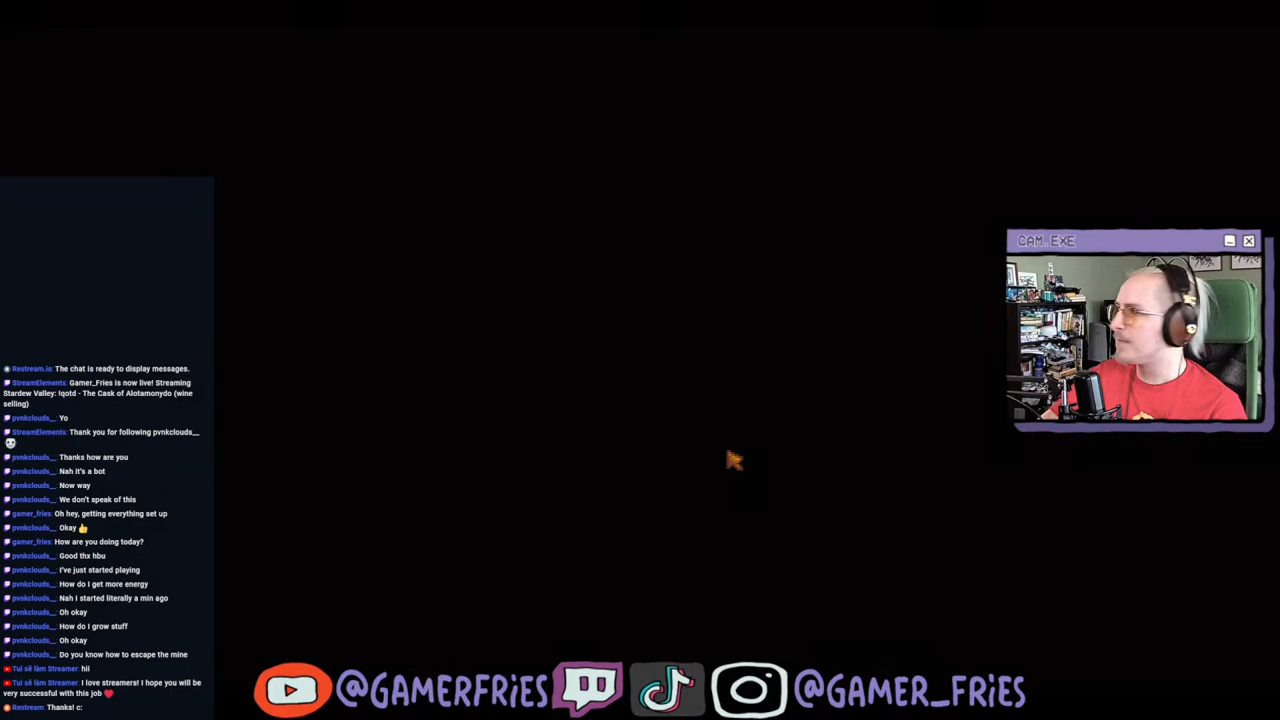 CAM.EXE
Restream.io: The chat is ready to display messages.
StreamElements: Gamer_Fries is now live! Streaming
Stardew Valley: !qotd - The Cask of Alotamonydo (wine
selling)
pvnkclouds__: Yo
StreamElements: Thank you for following pvnkclouds__
pvnkclouds__: Thanks how are you
pvnkclouds__: Nah it's a bot
pvnkclouds__: Now way
pvnkclouds__: We don't speak of this
gamer_fries: Oh hey, getting everything set up
pvnkclouds__: Okay 👍
gamer_fries: How are you doing today?
pvnkclouds__: Good thx hbu
pvnkclouds__: I've just started playing
pvnkclouds__: How do I get more energy
pvnkclouds__: Nah I started literally a min ago
pvnkclouds__: Oh okay
pvnkclouds__: How do I grow stuff
pvnkclouds__: Oh okay
pvnkclouds__: Do you know how to escape the mine
Tui sẽ làm Streamer: hii
Tui sẽ làm Streamer: I love streamers! I hope you will be
very successful with this job ❤️
Restream: Thanks! c:
@GAMERFRIES
@GAMER_FRIES